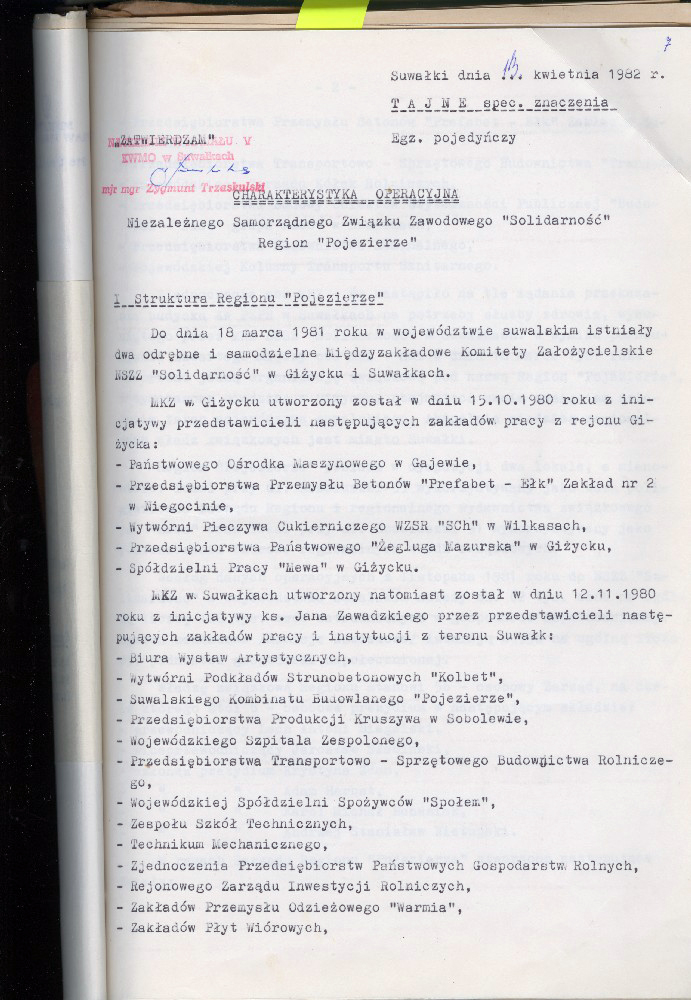 7
Suwałki dnia 13. kwietnia 1982 r.
T A J N E spec. znaczenia
Egz. pojedyńczy
"ZATWIERDZAM"
KWMO w Suwałkach
mjr mgr Zygmunt Trzaskulski
CHARAKTERYSTYKA OPERACYJNA
Niezależnego Samorządnego Związku Zawodowego "Solidarność"
Region "Pojezierze"
I Struktura Regionu "Pojezierze"
Do dnia 18 marca 1981 roku w województwie suwalskim istniały
dwa odrębne i samodzielne Międzyzakładowe Komitety Założycielskie
NSZZ "Solidarność" w Giżycku i Suwałkach.
MKZ w Giżycku utworzony został w dniu 15.10.1980 roku z ini-
cjatywy przedstawicieli następujących zakładów pracy z rejonu Gi-
życka:
- Państwowego Ośrodka Maszynowego w Gajewie,
- Przedsiębiorstwa Przemysłu Betonów "Prefabet - Ełk" Zakład nr 2
w Niegocinie,
- Wytwórni Pieczywa Cukierniczego WZSR "SCh" w Wilkasach,
- Przedsiębiorstwa Państwowego "Żegluga Mazurska" w Giżycku,
- Spółdzielni Pracy "Mewa" w Giżycku.
MKZ w Suwałkach utworzony natomiast został w dniu 12.11.1980
roku z inicjatywy ks. Jana Zawadzkiego przez przedstawicieli nastę-
pujących zakładów pracy i instytucji z terenu Suwałk:
- Biura Wystaw Artystycznych,
- Wytwórni Podkładów Strunobetonowych "Kolbet",
- Suwalskiego Kombinatu Budowlanego "Pojezierze",
- Przedsiębiorstwa Produkcji Kruszywa w Sobolewie,
- Wojewódzkiego Szpitala Zespolonego,
- Przedsiębiorstwa Transportowo - Sprzętowego Budownictwa Rolnicze-
go,
- Wojewódzkiej Spółdzielni Spożywców "Społem",
- Zespołu Szkół Technicznych,
- Technikum Mechanicznego,
- Zjednoczenia Przedsiębiorstw Państwowych Gospodarstw Rolnych,
- Rejonowego Zarządu Inwestycji Rolniczych,
- Zakładów Przemysłu Odzieżowego "Warmia",
- Zakładów Płyt Wiórowych,